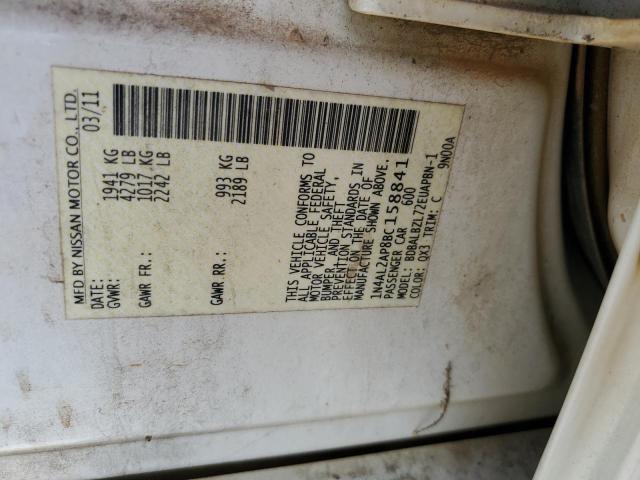 MFD BY NISSAN MOTOR CO., LTD.
DATE: 03/11
GVWR: 1941 KG
4279 LB
GAWR FR.: 1017 KG
2242 LB
GAWR RR.: 993 KG
2189 LB
THIS VEHICLE CONFORMS TO
ALL APPLICABLE FEDERAL
MOTOR VEHICLE SAFETY,
BUMPER, AND THEFT
PREVENTION STANDARDS IN
EFFECT ON THE DATE OF
MANUFACTURE SHOWN ABOVE.
1N4AL2AP8BC158841
PASSENGER CAR 600
MODEL: BDBALBZL72EUAPBN-1
COLOR: QX3 TRIM: C 9N00A